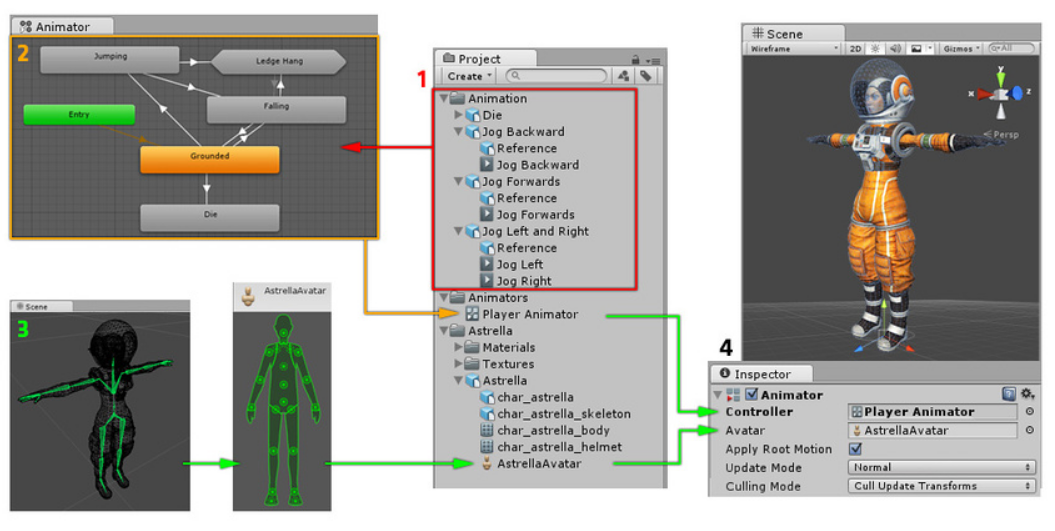 Animator
2
Jumping
Ledge Hang
Falling
Entry
Grounded
Die
3
Scene
AstrellaAvatar
1
Project
Create
Animation
Die
Jog Backward
Reference
Jog Backward
Jog Forwards
Reference
Jog Forwards
Jog Left and Right
Reference
Jog Left
Jog Right
Animators
Player Animator
Astrella
Materials
Textures
Astrella
char_astrella
char_astrella_skeleton
char_astrella_body
char_astrella_helmet
AstrellaAvatar
Scene
Wireframe 2D Gizmos All
y
x z
Persp
4
Inspector
Animator
Controller Player Animator
Avatar AstrellaAvatar
Apply Root Motion
Update Mode Normal
Culling Mode Cull Update Transforms